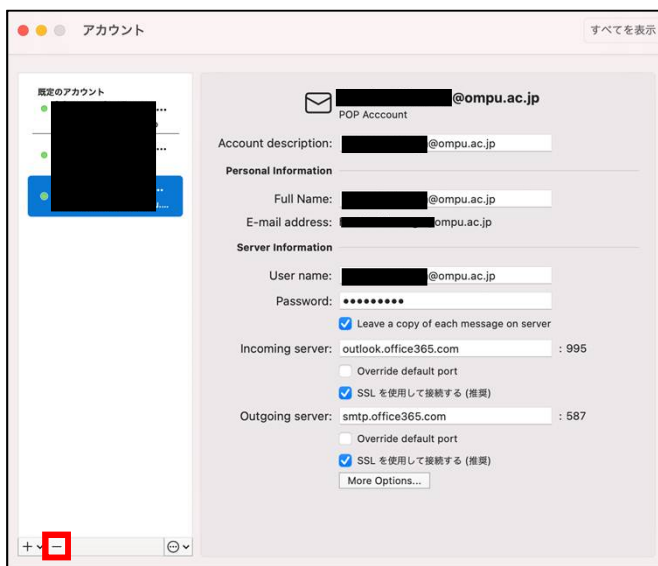 アカウント
すべてを表示
既定のアカウント
...
...
..
....
@ompu.ac.jp
POP Acccount
Account description: @ompu.ac.jp
Personal Information
Full Name: @ompu.ac.jp
E-mail address: ompu.ac.jp
Server Information
User name: @ompu.ac.jp
Password: •••••••••
Leave a copy of each message on server
Incoming server: outlook.office365.com : 995
Override default port
SSL を使用して接続する (推奨)
Outgoing server: smtp.office365.com : 587
Override default port
SSL を使用して接続する (推奨)
More Options...